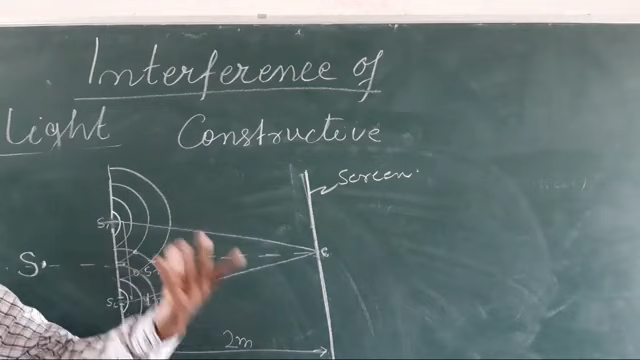 Interference of
Light Constructive
Screen.
S1
S.
S2
2m